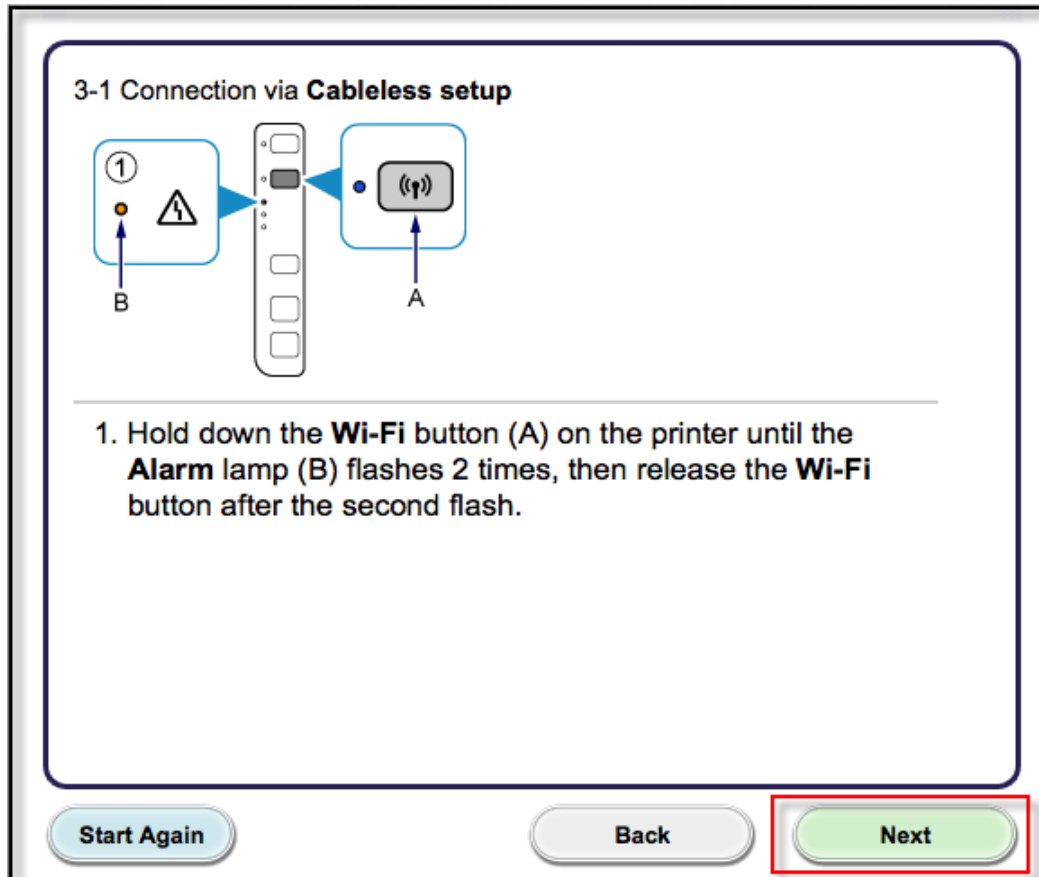 3-1 Connection via Cableless setup
①
B
A
1. Hold down the Wi-Fi button (A) on the printer until the
Alarm lamp (B) flashes 2 times, then release the Wi-Fi
button after the second flash.
Start Again
Back
Next